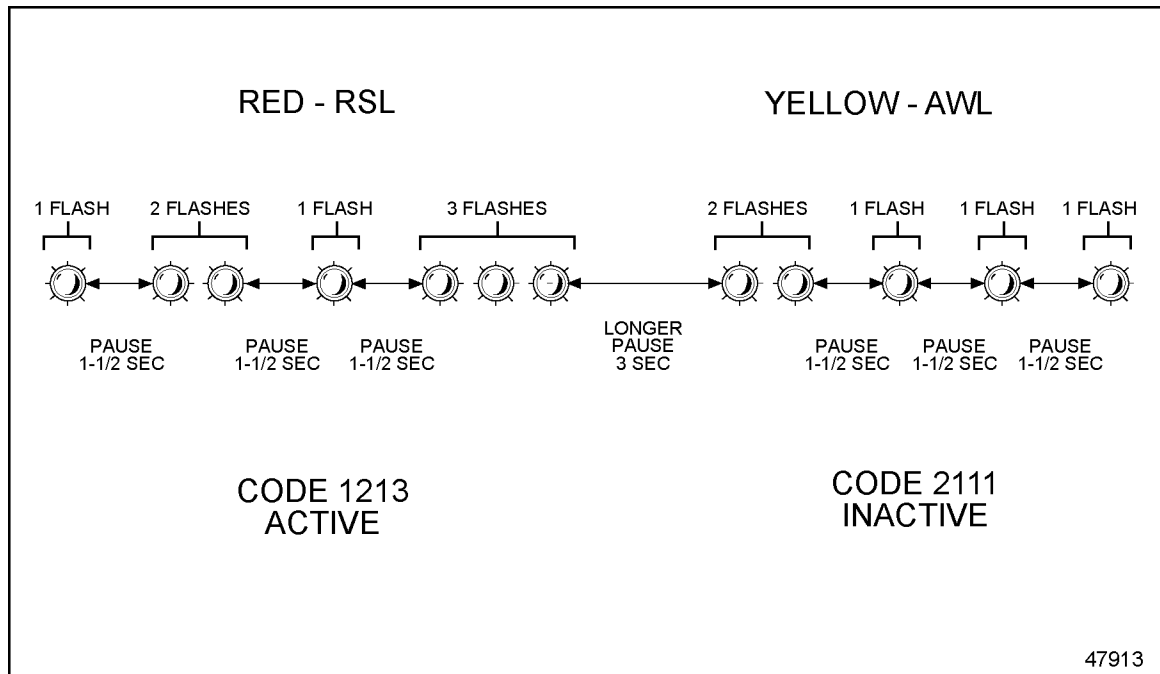 RED - RSL
YELLOW - AWL
1 FLASH
2 FLASHES
1 FLASH
3 FLASHES
2 FLASHES
1 FLASH
1 FLASH
1 FLASH
PAUSE
1-1/2 SEC
PAUSE
1-1/2 SEC
PAUSE
1-1/2 SEC
LONGER
PAUSE
3 SEC
PAUSE
1-1/2 SEC
PAUSE
1-1/2 SEC
PAUSE
1-1/2 SEC
CODE 1213
ACTIVE
CODE 2111
INACTIVE
47913